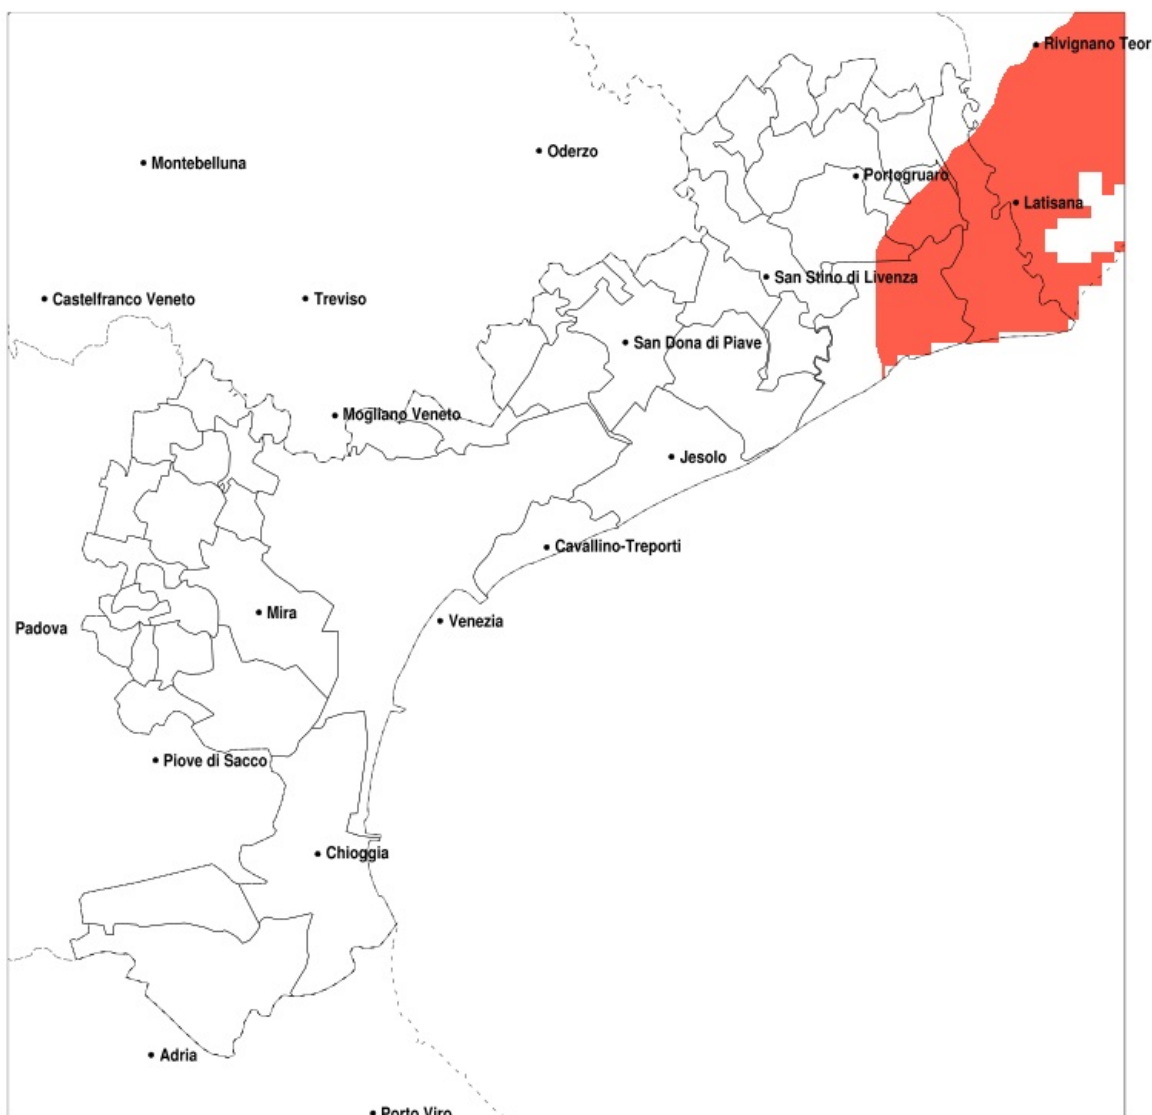 Rivignano Teor
Oderzo
Montebelluna
Portogruaro
Latisana
San Stino di Livenza
Castelfranco Veneto
Treviso
San Dona di Piave
Mogliano Veneto
Jesolo
Cavallino-Treporti
Mira
Venezia
Padova
Piove di Sacco
Chioggia
Adria
Porto Viro